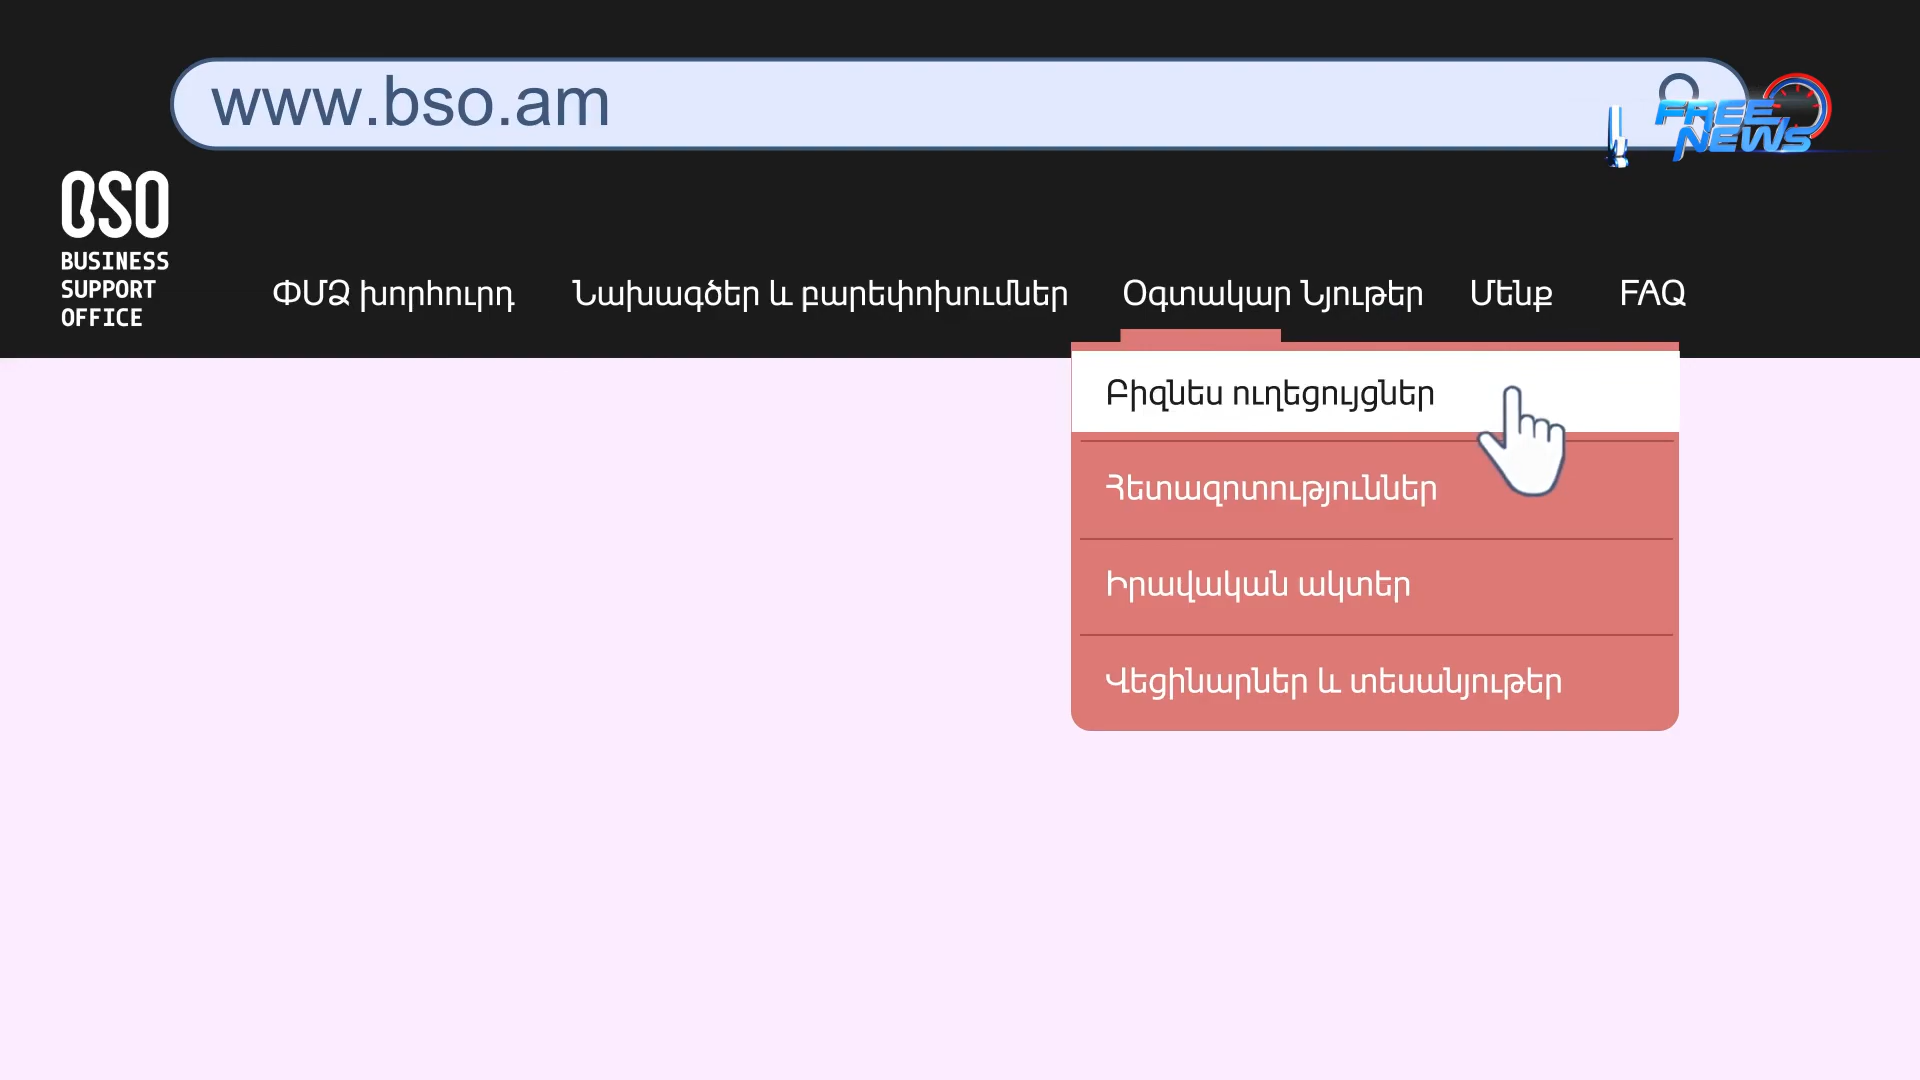 www.bso.am
FREE
NEWS
BSO
BUSINESS
SUPPORT
OFFICE
ՓՄՁ խորհուրդ
Նախագծեր և բարեփոխումներ
Օգտակար Նյութեր
Մենք
FAQ
Բիզնես ուղեցույցներ
Հետազոտություններ
Իրավական ակտեր
Վեցինարներ և տեսանյութեր